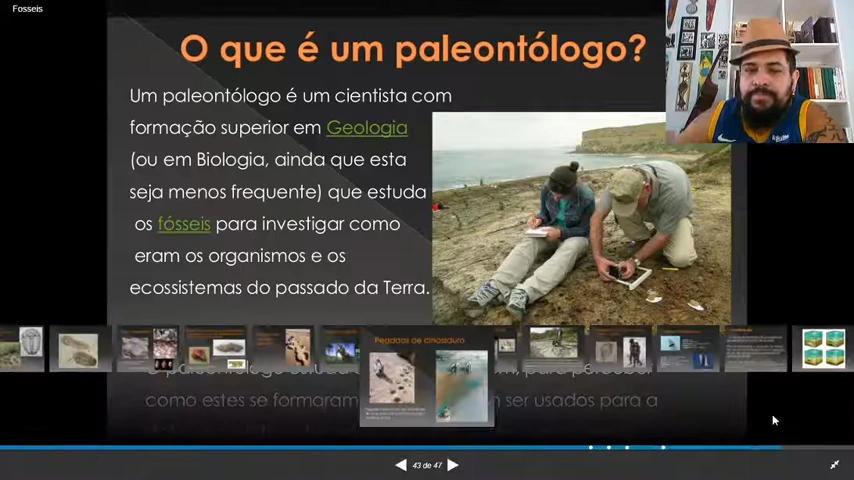 Fosseis
O que é um paleontólogo?
Um paleontólogo é um cientista com
formação superior em Geologia
(ou em Biologia, ainda que esta
seja menos frequente) que estuda
os fósseis para investigar como
eram os organismos e os
ecossistemas do passado da Terra.
Pegadas de dinossáuro
como estes se formaram
ser usados para a
43 de 47